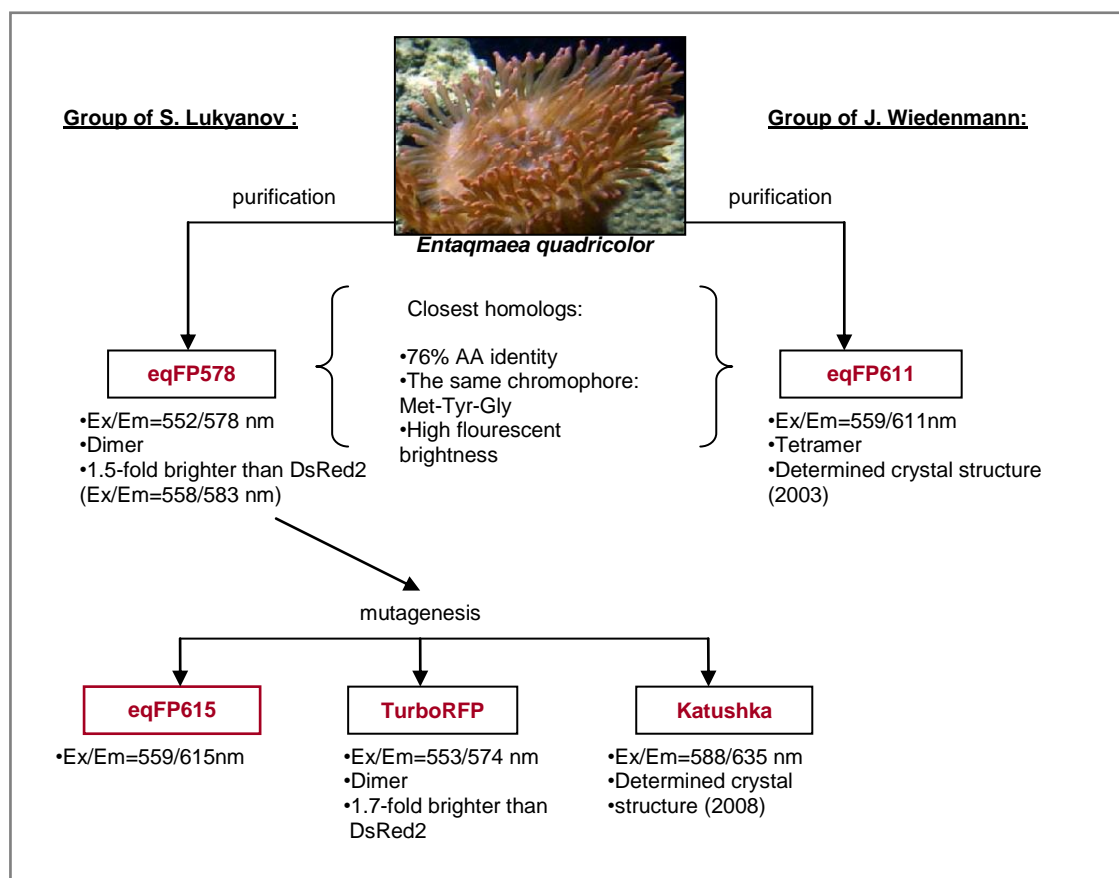 Group of S. Lukyanov :
Group of J. Wiedenmann:
purification
purification
Entaqmaea quadricolor
Closest homologs:
•76% AA identity
•The same chromophore:
Met-Tyr-Gly
•High flourescent
brightness
eqFP578
•Ex/Em=552/578 nm
•Dimer
•1.5-fold brighter than DsRed2
(Ex/Em=558/583 nm)
eqFP611
•Ex/Em=559/611nm
•Tetramer
•Determined crystal structure
(2003)
mutagenesis
eqFP615
•Ex/Em=559/615nm
TurboRFP
•Ex/Em=553/574 nm
•Dimer
•1.7-fold brighter than
DsRed2
Katushka
•Ex/Em=588/635 nm
•Determined crystal
•structure (2008)